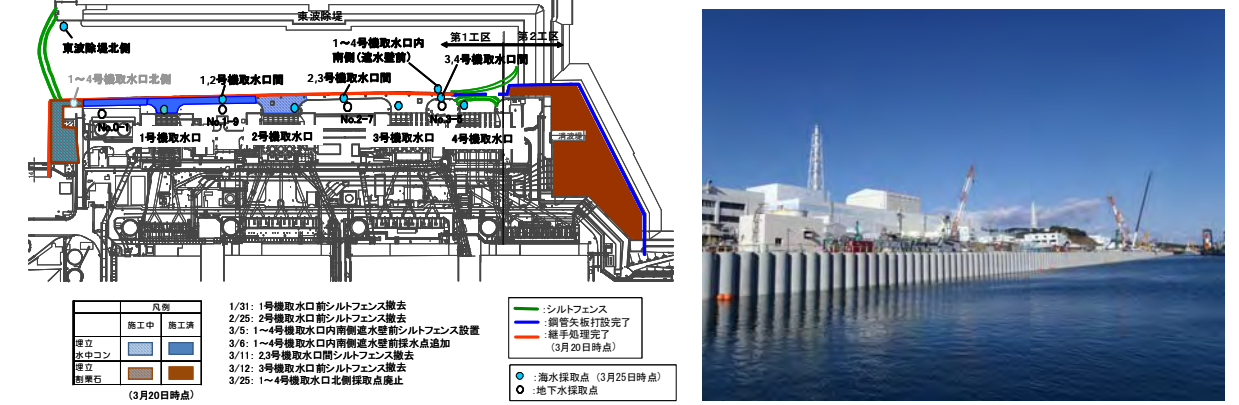 東波除堤
東波除堤北側
1～4号機取水口北側
1,2号機取水口間
2,3号機取水口間
1～4号機取水口内
南側(遮水壁前)
第1工区
第2工区
3,4号機取水口間
No.0-1
No.1-9
No.2-7
No.3-5
1号機取水口
2号機取水口
3号機取水口
4号機取水口
凡例
施工中
施工済
埋立
水中コン
埋立
割栗石
(3月20日時点)
1/31: 1号機取水口前シルトフェンス撤去
2/25: 2号機取水口前シルトフェンス撤去
3/5: 1～4号機取水口内南側遮水壁前シルトフェンス設置
3/6: 1～4号機取水口内南側遮水壁前採水点追加
3/11: 2,3号機取水口間シルトフェンス撤去
3/12: 3号機取水口前シルトフェンス撤去
3/25: 1～4号機取水口北側採取点廃止
:シルトフェンス
:鋼管矢板打設完了
:継手処理完了
(3月20日時点)
:海水採取点 (3月25日時点)
:地下水採取点